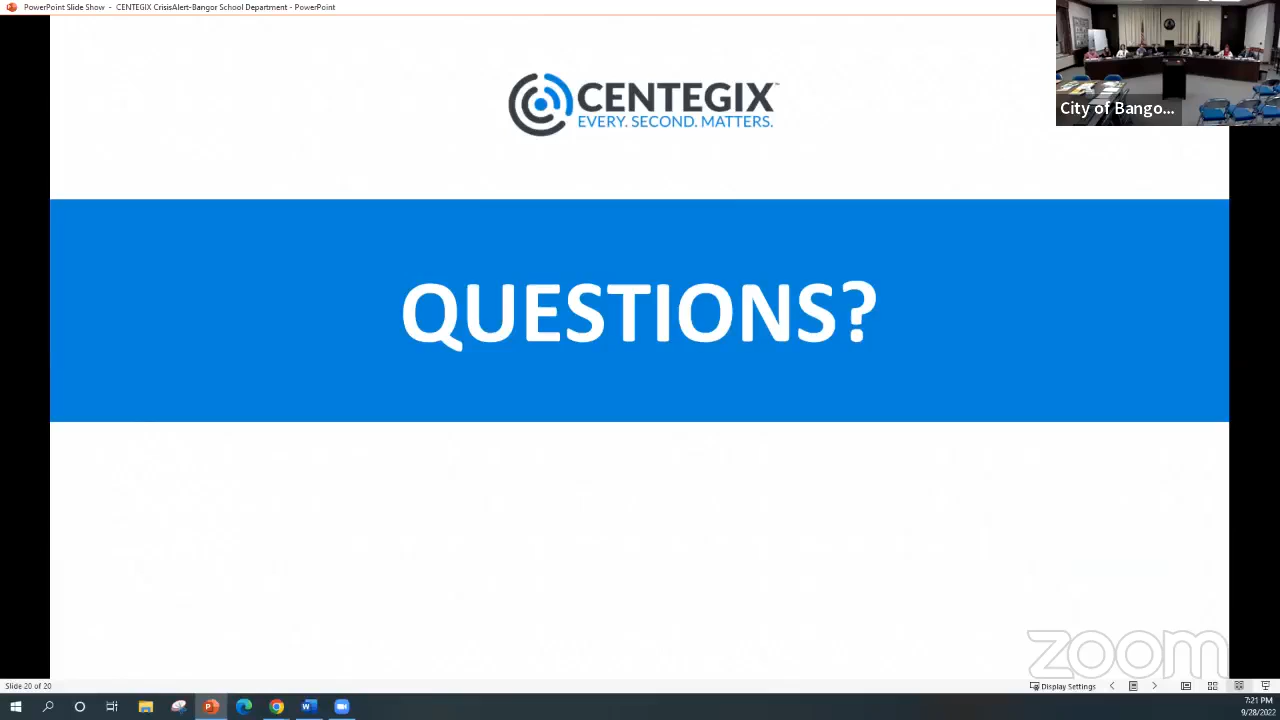 PowerPoint Slide Show - CENTEGIX CrisisAlert-Bangor School Department - PowerPoint
City of Bango...
CENTEGIX™
EVERY. SECOND. MATTERS.
QUESTIONS?
zoom
Slide 20 of 20
Display Settings
7:21 PM
9/28/2022